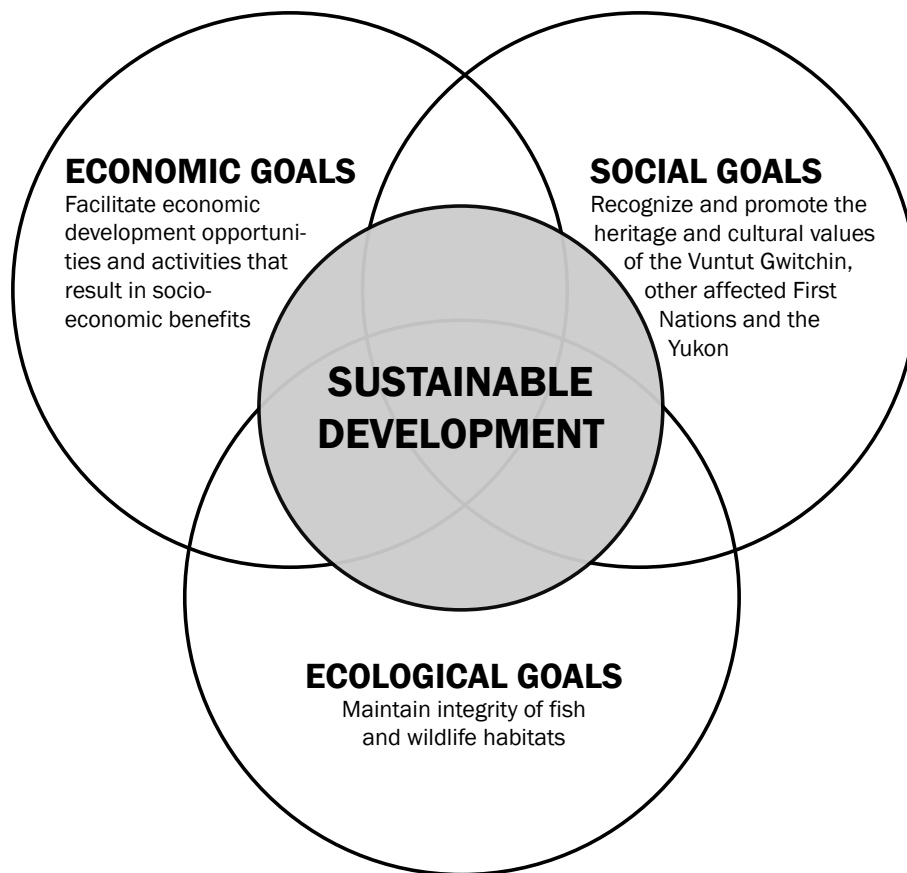 ECONOMIC GOALS
Facilitate economic
development opportuni-
ties and activities that
result in socio-
economic benefits
SOCIAL GOALS
Recognize and promote the
heritage and cultural values
of the Vuntut Gwitchin,
other affected First
Nations and the
Yukon
SUSTAINABLE
DEVELOPMENT
ECOLOGICAL GOALS
Maintain integrity of fish
and wildlife habitats